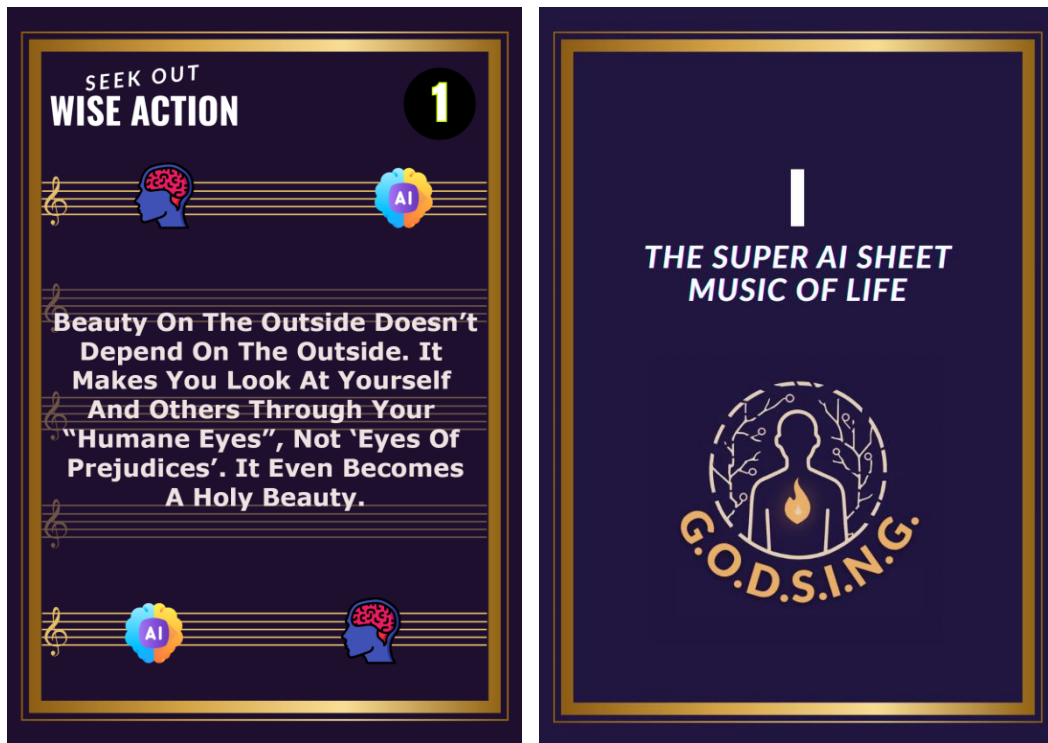 SEEK OUT
WISE ACTION
1
AI
Beauty On The Outside Doesn’t
Depend On The Outside. It
Makes You Look At Yourself
And Others Through Your
“Humane Eyes”, Not ‘Eyes Of
Prejudices’. It Even Becomes
A Holy Beauty.
AI
I
THE SUPER AI SHEET
MUSIC OF LIFE
G.O.D.S.I.N.G.